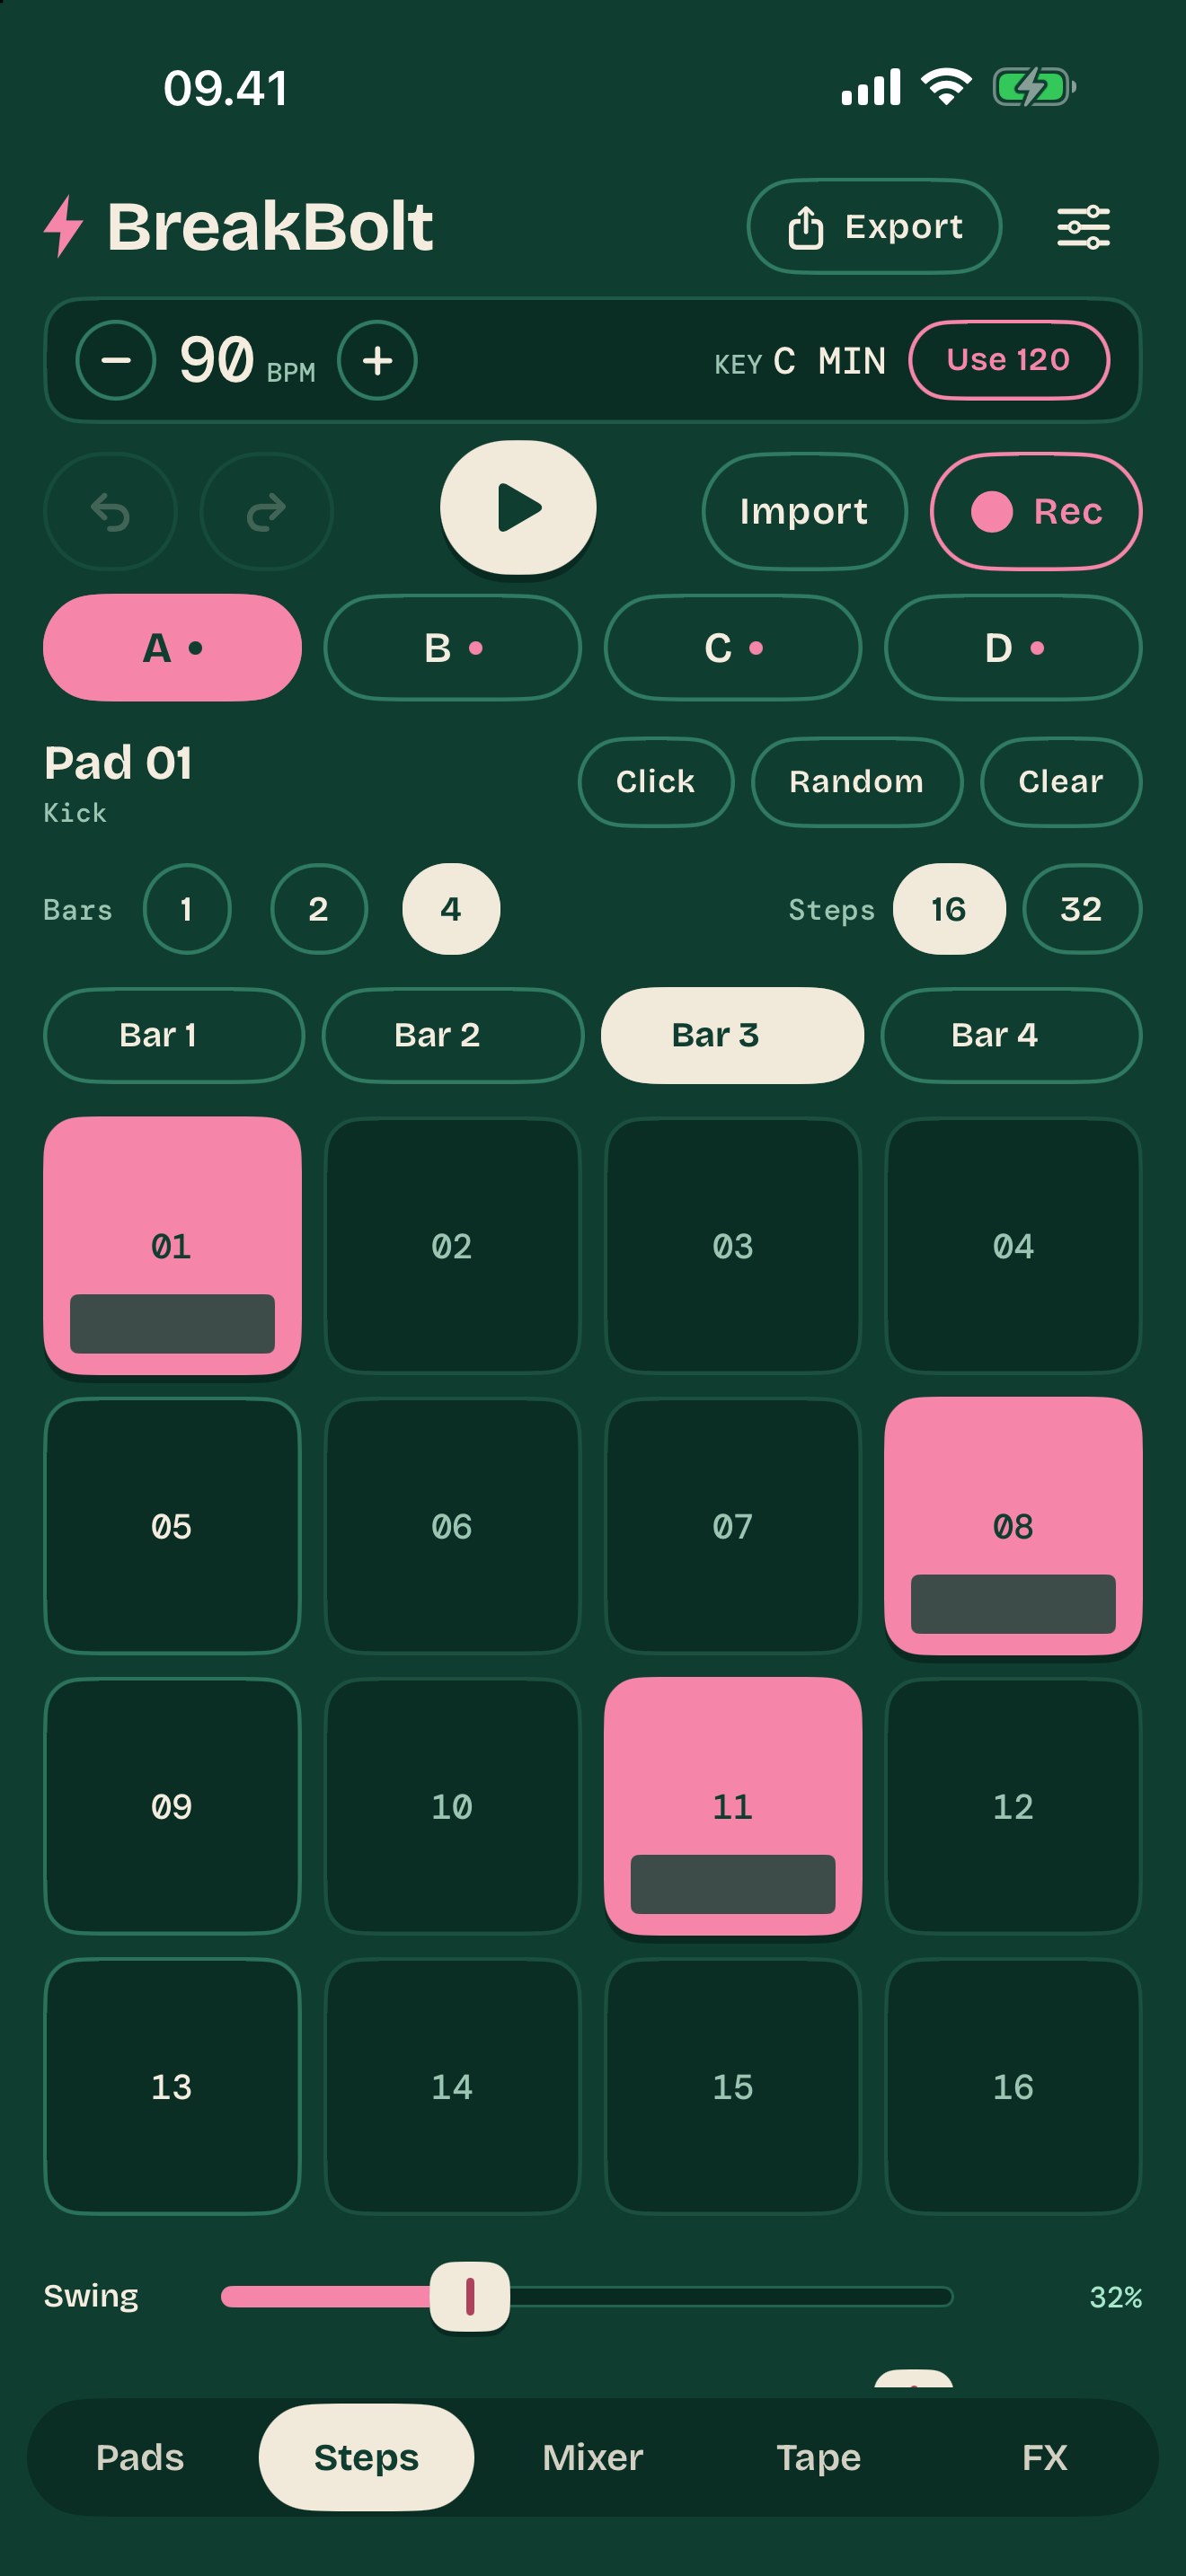 09.41
BreakBolt
Export
90 BPM
KEY C MIN
Use 120
Import
Rec
A
B
C
D
Pad 01
Kick
Click
Random
Clear
Bars 1 2 4
Steps 16 32
Bar 1
Bar 2
Bar 3
Bar 4
01 02 03 04
05 06 07 08
09 10 11 12
13 14 15 16
Swing 32%
Pads Steps Mixer Tape FX